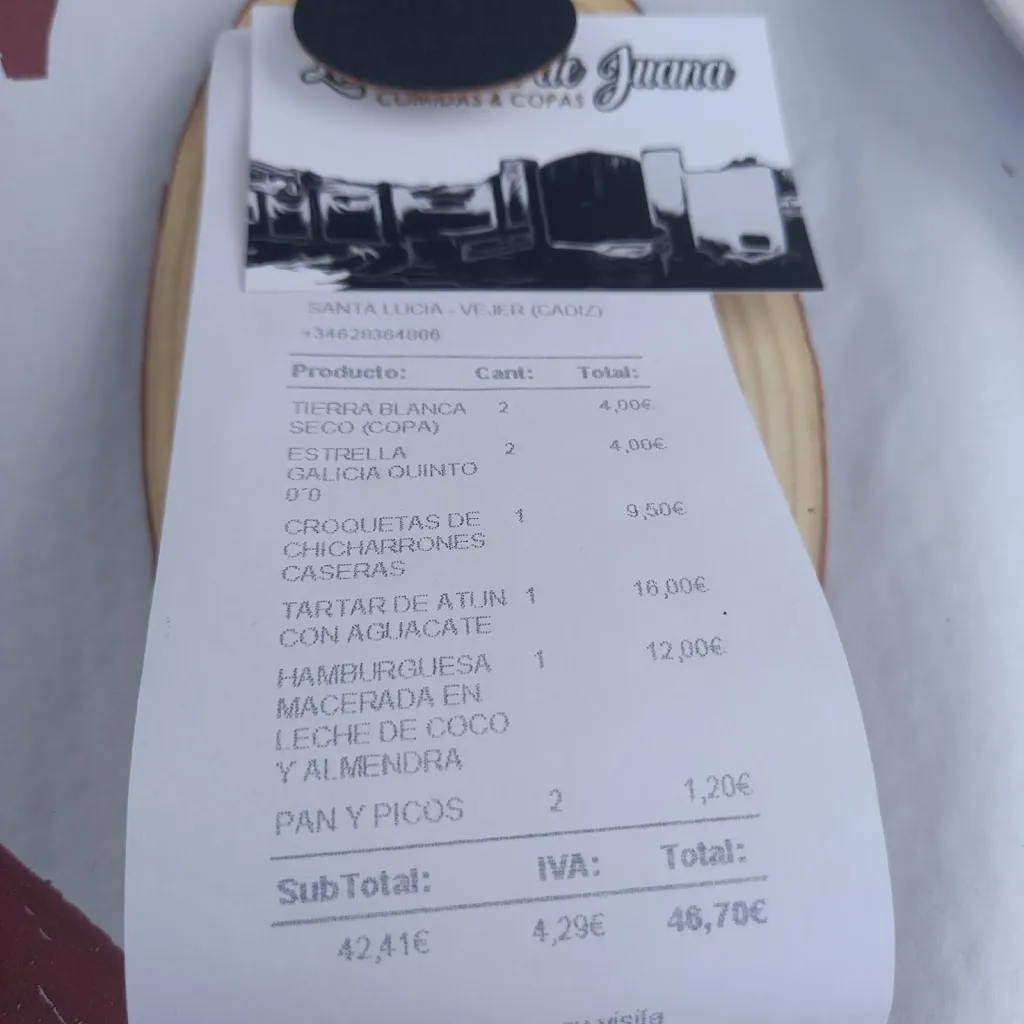 de Juana
COMIDAS & COPAS
SANTA LUCIA - VEJER (CADIZ)
+34628364866
Producto: Cant: Total:
TIERRA BLANCA 2 4,00€
SECO (COPA)
ESTRELLA 2 4,00€
GALICIA QUINTO
0´0
CROQUETAS DE 1 9,50€
CHICHARRONES
CASERAS
TARTAR DE ATUN 1 16,00€
CON AGUACATE
HAMBURGUESA 1 12,00€
MACERADA EN
LECHE DE COCO
Y ALMENDRA
PAN Y PICOS 2 1,20€
SubTotal: IVA: Total:
42,41€ 4,29€ 46,70€
visita